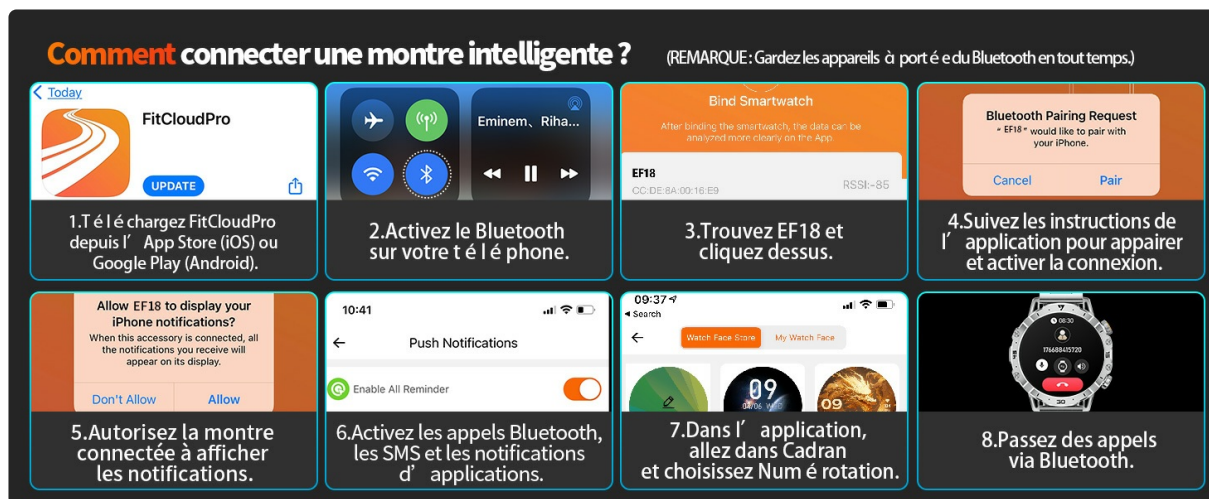 Comment connecter une montre intelligente ?
(REMARQUE : Gardez les appareils à port é e du Bluetooth en tout temps.)
Today
FitCloudPro
UPDATE
1.T é l é chargez FitCloudPro
depuis l' App Store (iOS) ou
Google Play (Android).
Eminem、Riha...
2.Activez le Bluetooth
sur votre t é l é phone.
Bind Smartwatch
After binding the smartwatch, the data can be
analyzed more clearly on the App.
EF18
CC:DE:8A:00:16:E9
RSSI:-85
3.Trouvez EF18 et
cliquez dessus.
Bluetooth Pairing Request
" EF18 " would like to pair with
your iPhone.
Cancel
Pair
4.Suivez les instructions de
l' application pour appairer
et activer la connexion.
Allow EF18 to display your
iPhone notifications?
When this accessory is connected, all
the notifications you receive will
appear on its display.
Don't Allow
Allow
5.Autorisez la montre
connectée à afficher
les notifications.
10:41
Push Notifications
Enable All Reminder
6.Activez les appels Bluetooth,
les SMS et les notifications
d' applications.
09:37
Search
Watch Face Store
My Watch Face
09
04/06 WED
09
7.Dans l' application,
allez dans Cadran
et choisissez Num é rotation.
08:30
176688415720
30
8.Passez des appels
via Bluetooth.